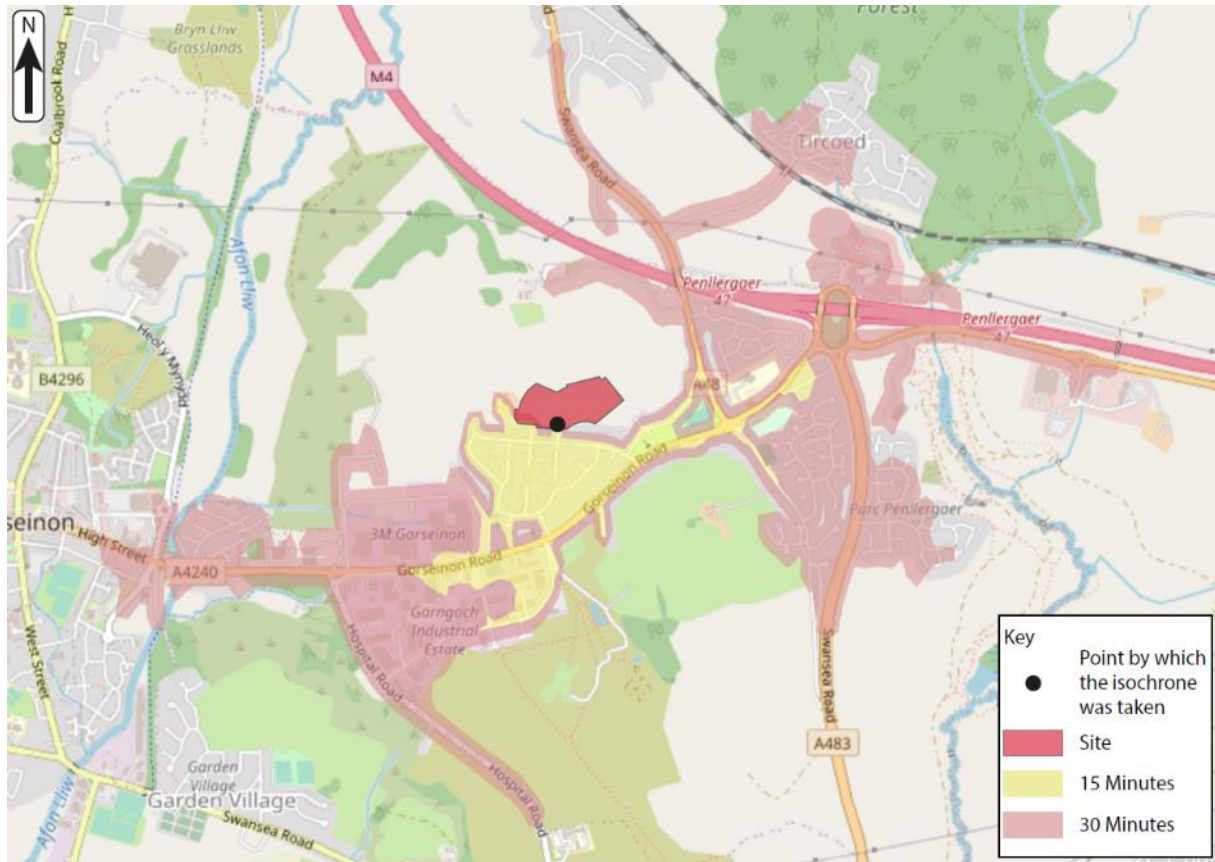 N
Bryn Lliw
Grasslands
Forest
Coalbrook Road
M4
Swansea Road
Tircoed
Afon Lliw
Penllergaer
47
Penllergaer
47
Heol y Mynydd
B4296
A48
Gorseinon Road
seinon
High Street
3M Gorseinon
Parc Penllergaer
A4240
Gorseinon Road
Garngoch
Industrial
Estate
Hospital Road
West Street
Swansea Road
A483
Garden
Village
Garden Village
Hospital Road
Afon Lliw
Swansea Road
Key
Point by which
the isochrone
was taken
Site
15 Minutes
30 Minutes